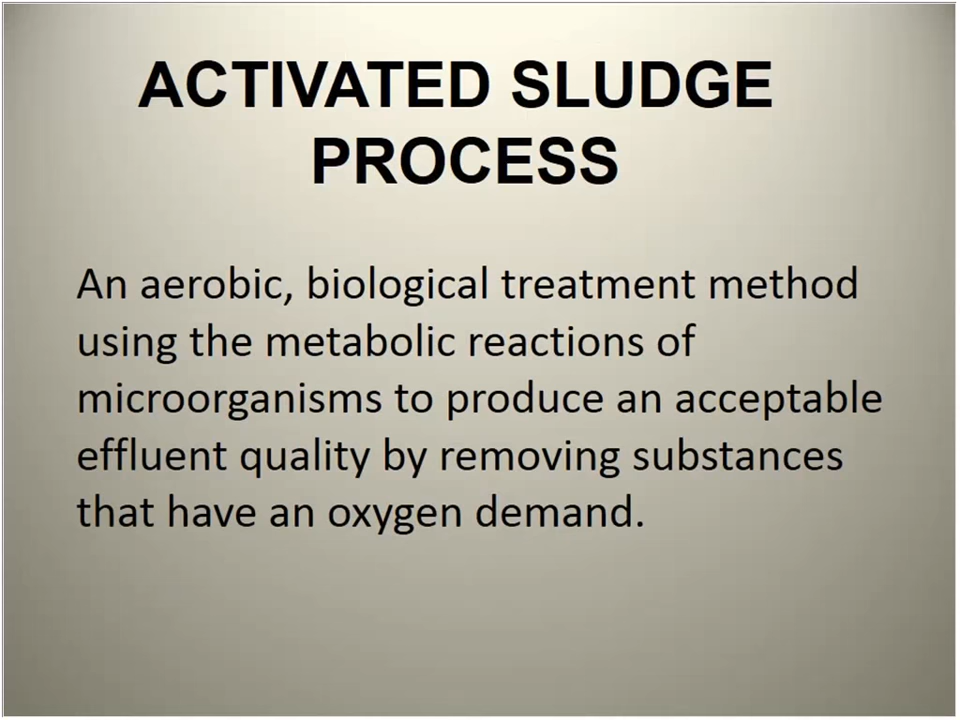 ACTIVATED SLUDGE
PROCESS
An aerobic, biological treatment method
using the metabolic reactions of
microorganisms to produce an acceptable
effluent quality by removing substances
that have an oxygen demand.